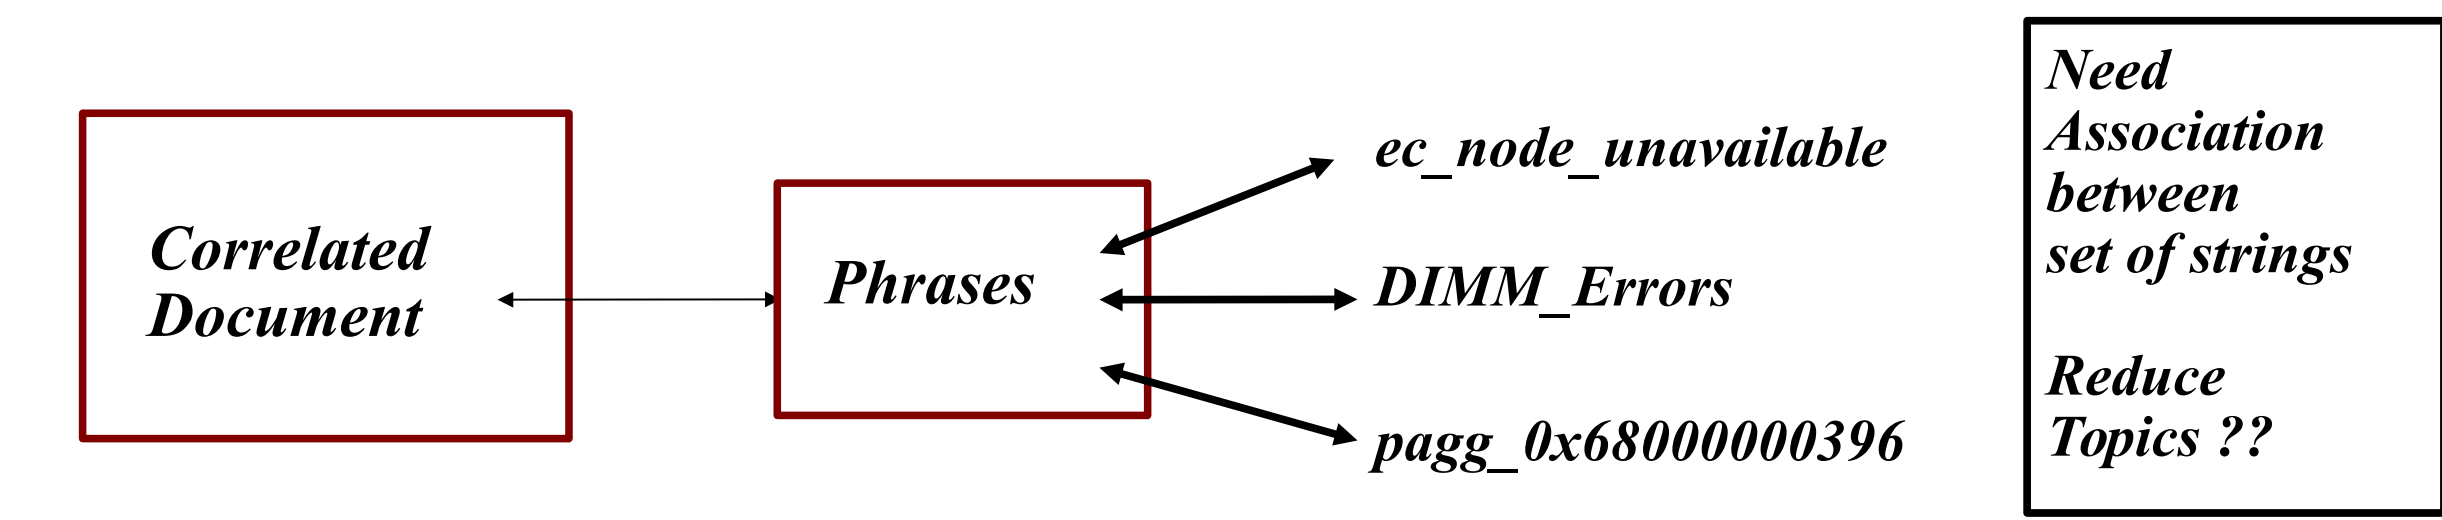 Correlated
Document
Phrases
ec_node_unavailable
DIMM_Errors
pagg_0x68000000396
Need
Association
between
set of strings
Reduce
Topics ??